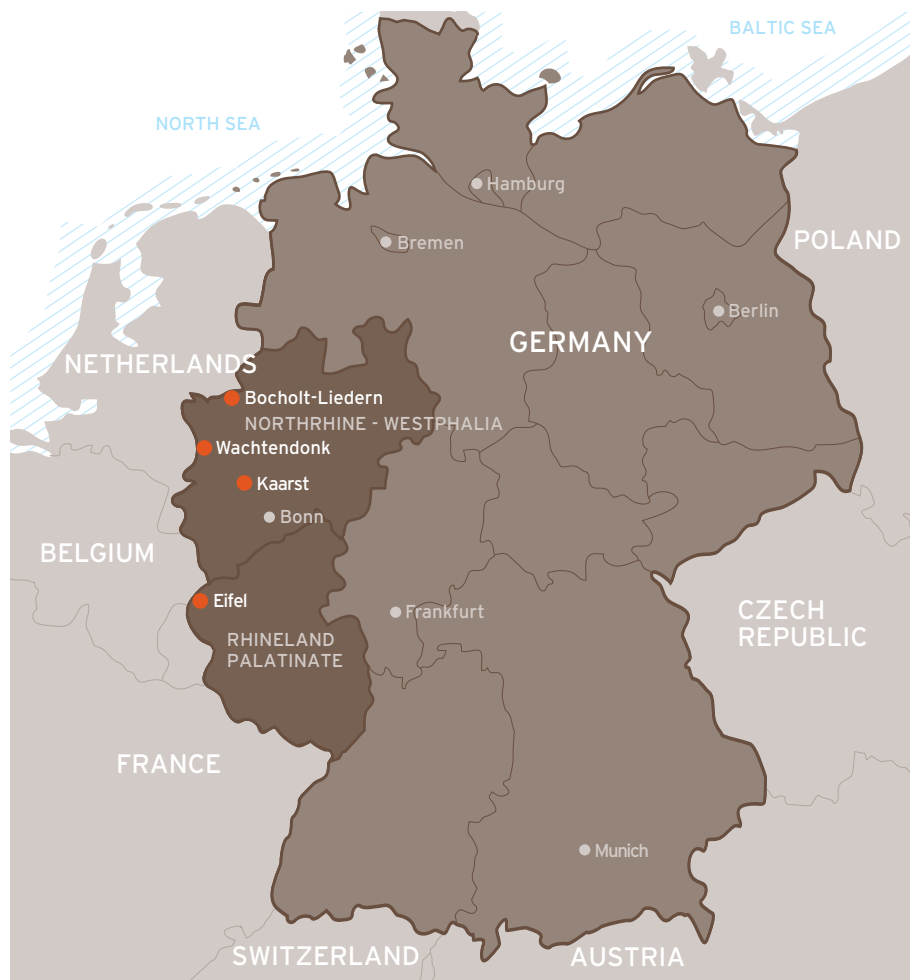 BALTIC SEA
NORTH SEA
Hamburg
Bremen
POLAND
Berlin
GERMANY
NETHERLANDS
Bocholt-Liedern
NORTHRHINE - WESTPHALIA
Wachtendonk
Kaarst
Bonn
BELGIUM
Eifel
Frankfurt
CZECH
REPUBLIC
RHINELAND
PALATINATE
FRANCE
Munich
SWITZERLAND
AUSTRIA